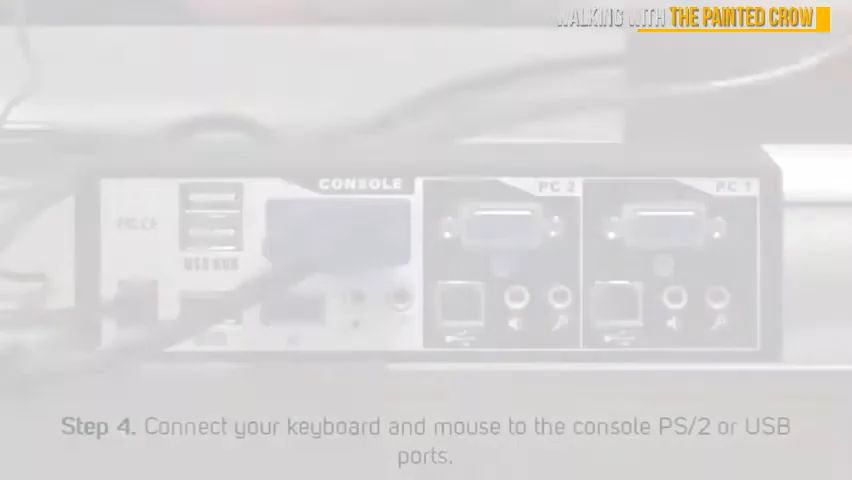 WALKING WITH THE PAINTED CROW
CONSOLE
PC 2
PC 1
USB HUB
Step 4. Connect your keyboard and mouse to the console PS/2 or USB
ports.